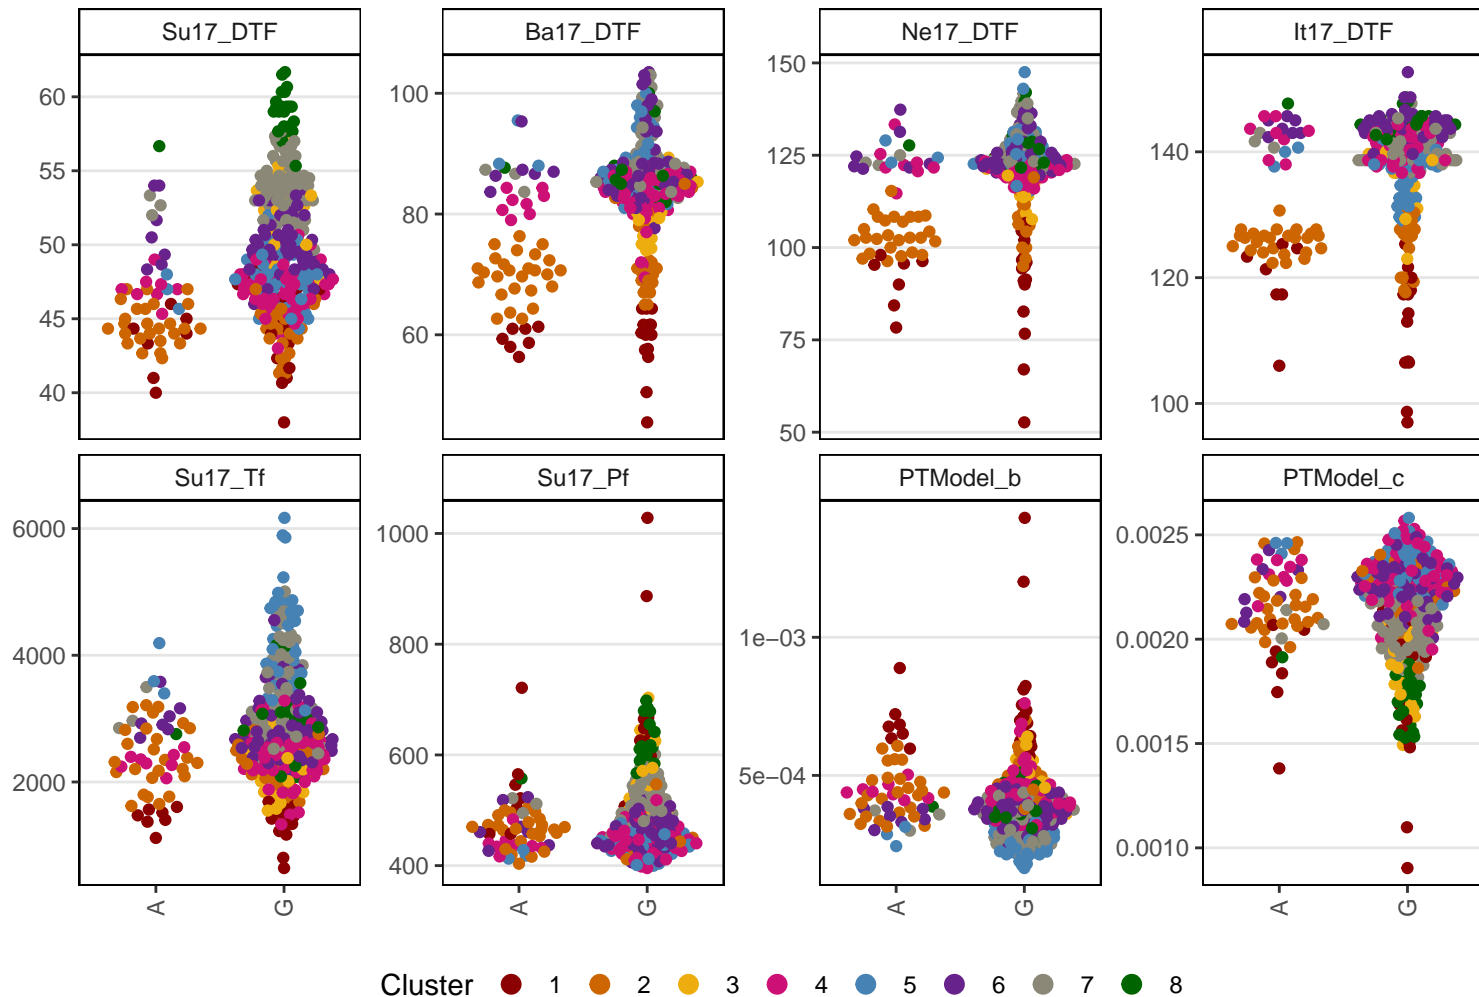 Su17_DTF Ba17_DTF Ne17_DTF It17_DTF
60 55 50 45 40
100 80 60
150 125 100 75 50
140 120 100
Su17_Tf Su17_Pf PTModel_b PTModel_c
6000 4000 2000
1000 800 600 400
1e−03 5e−04
0.0025 0.0020 0.0015 0.0010
A G A G A G A G
Cluster 1 2 3 4 5 6 7 8